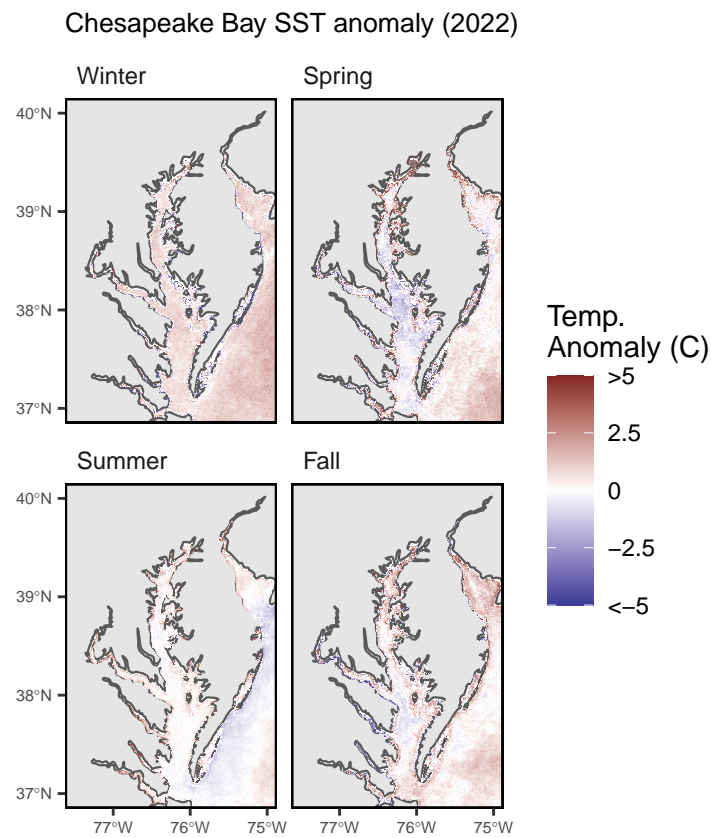 Chesapeake Bay SST anomaly (2022)
Winter
Spring
40°N
39°N
38°N
37°N
Summer
Fall
40°N
39°N
38°N
37°N
77°W
76°W
75°W
77°W
76°W
75°W
Temp.
Anomaly (C)
>5
2.5
0
−2.5
<−5